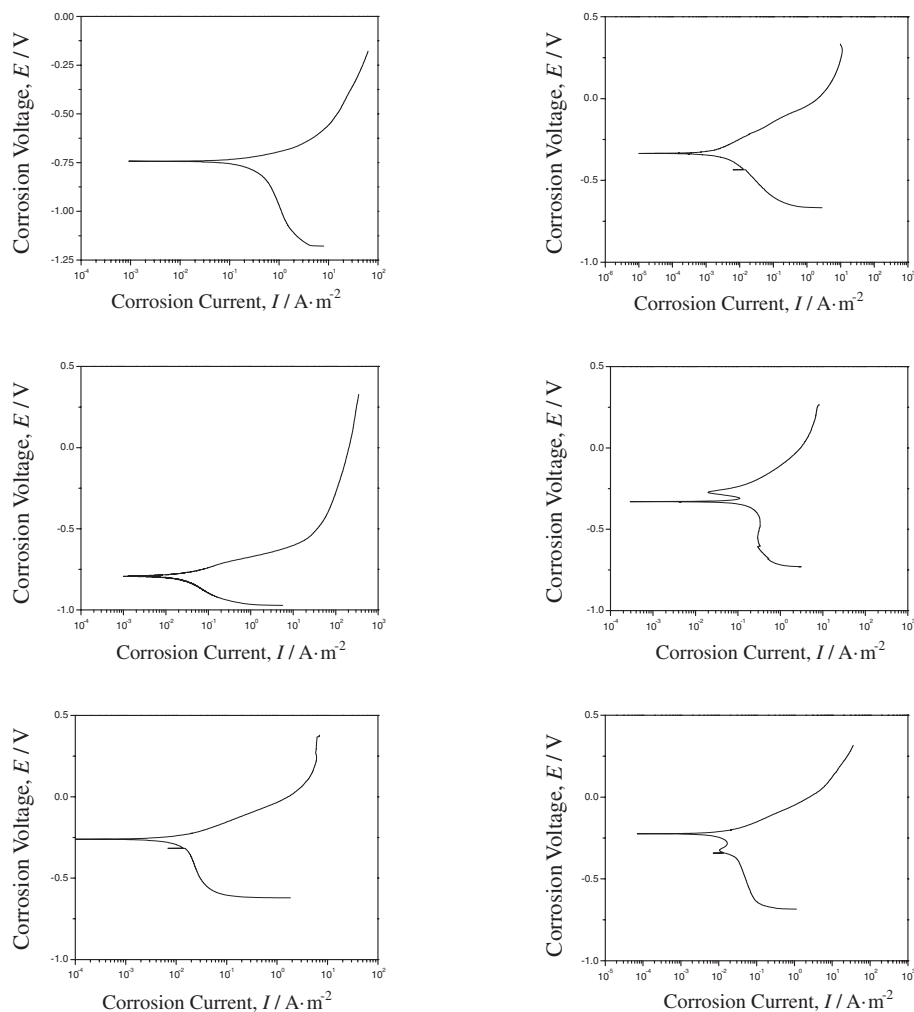 Corrosion Voltage, E / V
0.00
-0.25
-0.50
-0.75
-1.00
-1.25
10⁻⁴ 10⁻³ 10⁻² 10⁻¹ 10⁰ 10¹ 10²
Corrosion Current, I / A·m⁻²
Corrosion Voltage, E / V
0.5
0.0
-0.5
-1.0
10⁻⁶ 10⁻⁵ 10⁻⁴ 10⁻³ 10⁻² 10⁻¹ 10⁰ 10¹ 10² 10³
Corrosion Current, I / A·m⁻²
Corrosion Voltage, E / V
0.5
0.0
-0.5
-1.0
10⁻⁴ 10⁻³ 10⁻² 10⁻¹ 10⁰ 10¹ 10² 10³
Corrosion Current, I / A·m⁻²
Corrosion Voltage, E / V
0.5
0.0
-0.5
-1.0
10⁻⁴ 10⁻³ 10⁻² 10⁻¹ 10⁰ 10¹ 10² 10³
Corrosion Current, I / A·m⁻²
Corrosion Voltage, E / V
0.5
0.0
-0.5
-1.0
10⁻⁴ 10⁻³ 10⁻² 10⁻¹ 10⁰ 10¹ 10²
Corrosion Current, I / A·m⁻²
Corrosion Voltage, E / V
0.5
0.0
-0.5
-1.0
10⁻⁵ 10⁻⁴ 10⁻³ 10⁻² 10⁻¹ 10⁰ 10¹ 10² 10³
Corrosion Current, I / A·m⁻²